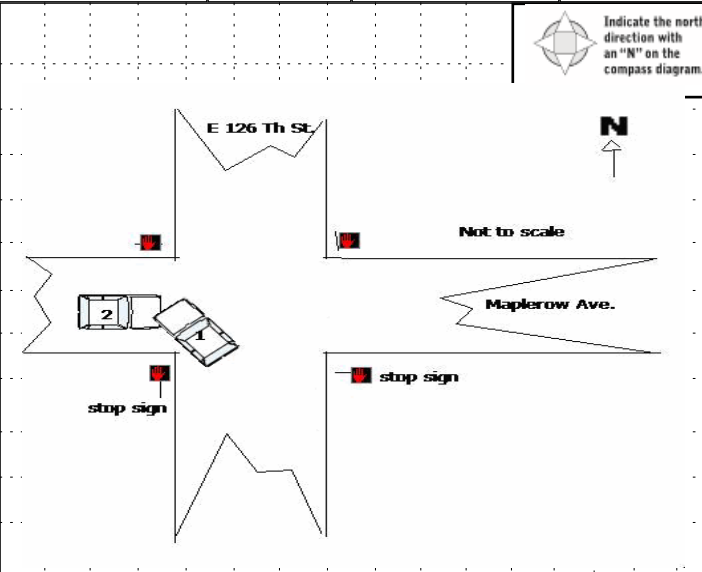 Indicate the north
direction with
an “N” on the
compass diagram.
E 126 Th St.
N
Not to scale
Maplerow Ave.
2
1
stop sign
stop sign